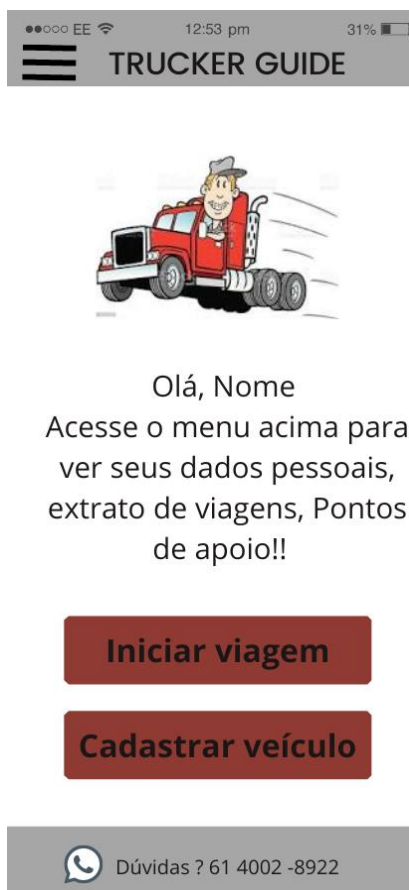 EE 12:53 pm 31%
TRUCKER GUIDE
Olá, Nome
Acesse o menu acima para
ver seus dados pessoais,
extrato de viagens, Pontos
de apoio!!
Iniciar viagem
Cadastrar veículo
Dúvidas ? 61 4002 -8922